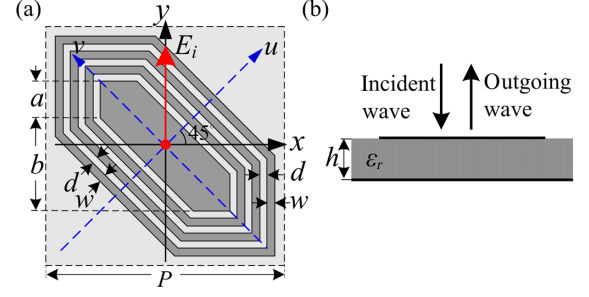 (a)
y
v
E_i
u
a
45
x
b
d
w
d
w
P
(b)
Incident
wave
Outgoing
wave
h
ε_r